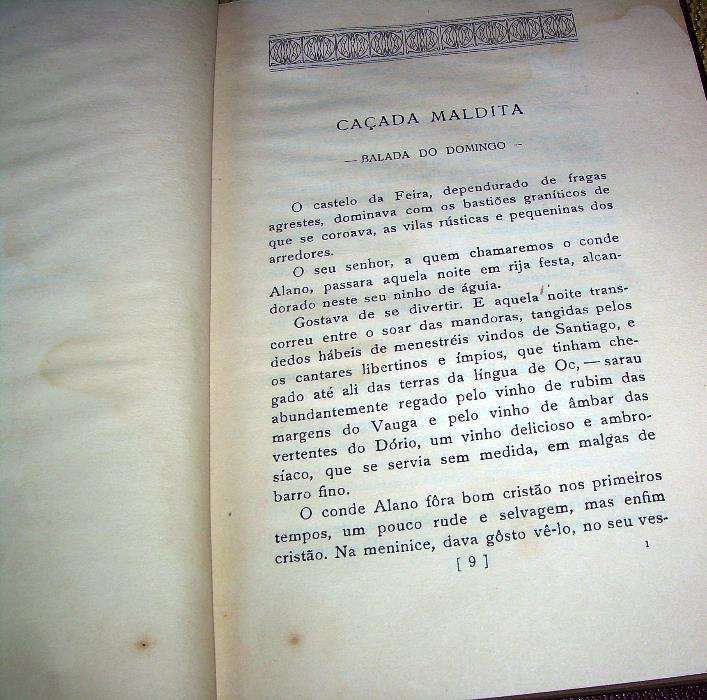 CAÇADA MALDITA
— BALADA DO DOMINGO –
O castelo da Feira, dependurado de fragas
agrestes, dominava com os bastiões graníticos de
que se coroava, as vilas rústicas e pequeninas dos
arredores.
O seu senhor, a quem chamaremos o conde
Alano, passara aquela noite em rija festa, alcan-
dorado neste seu ninho de águia.
Gostava de se divertir. E aquela noite trans-
correu entre o soar das mandoras, tangidas pelos
dedos hábeis de menestréis vindos de Santiago, e
os cantares libertinos e ímpios, que tinham che-
gado até ali das terras da língua de Oc, — sarau
abundantemente regado pelo vinho de rubim das
margens do Vauga e pelo vinho de âmbar das
vertentes do Dório, um vinho delicioso e ambro-
síaco, que se servia sem medida, em malgas de
barro fino.
O conde Alano fôra bom cristão nos primeiros
tempos, um pouco rude e selvagem, mas enfim
cristão. Na meninice, dava gôsto vê-lo, no seu ves-
[ 9 ]
1